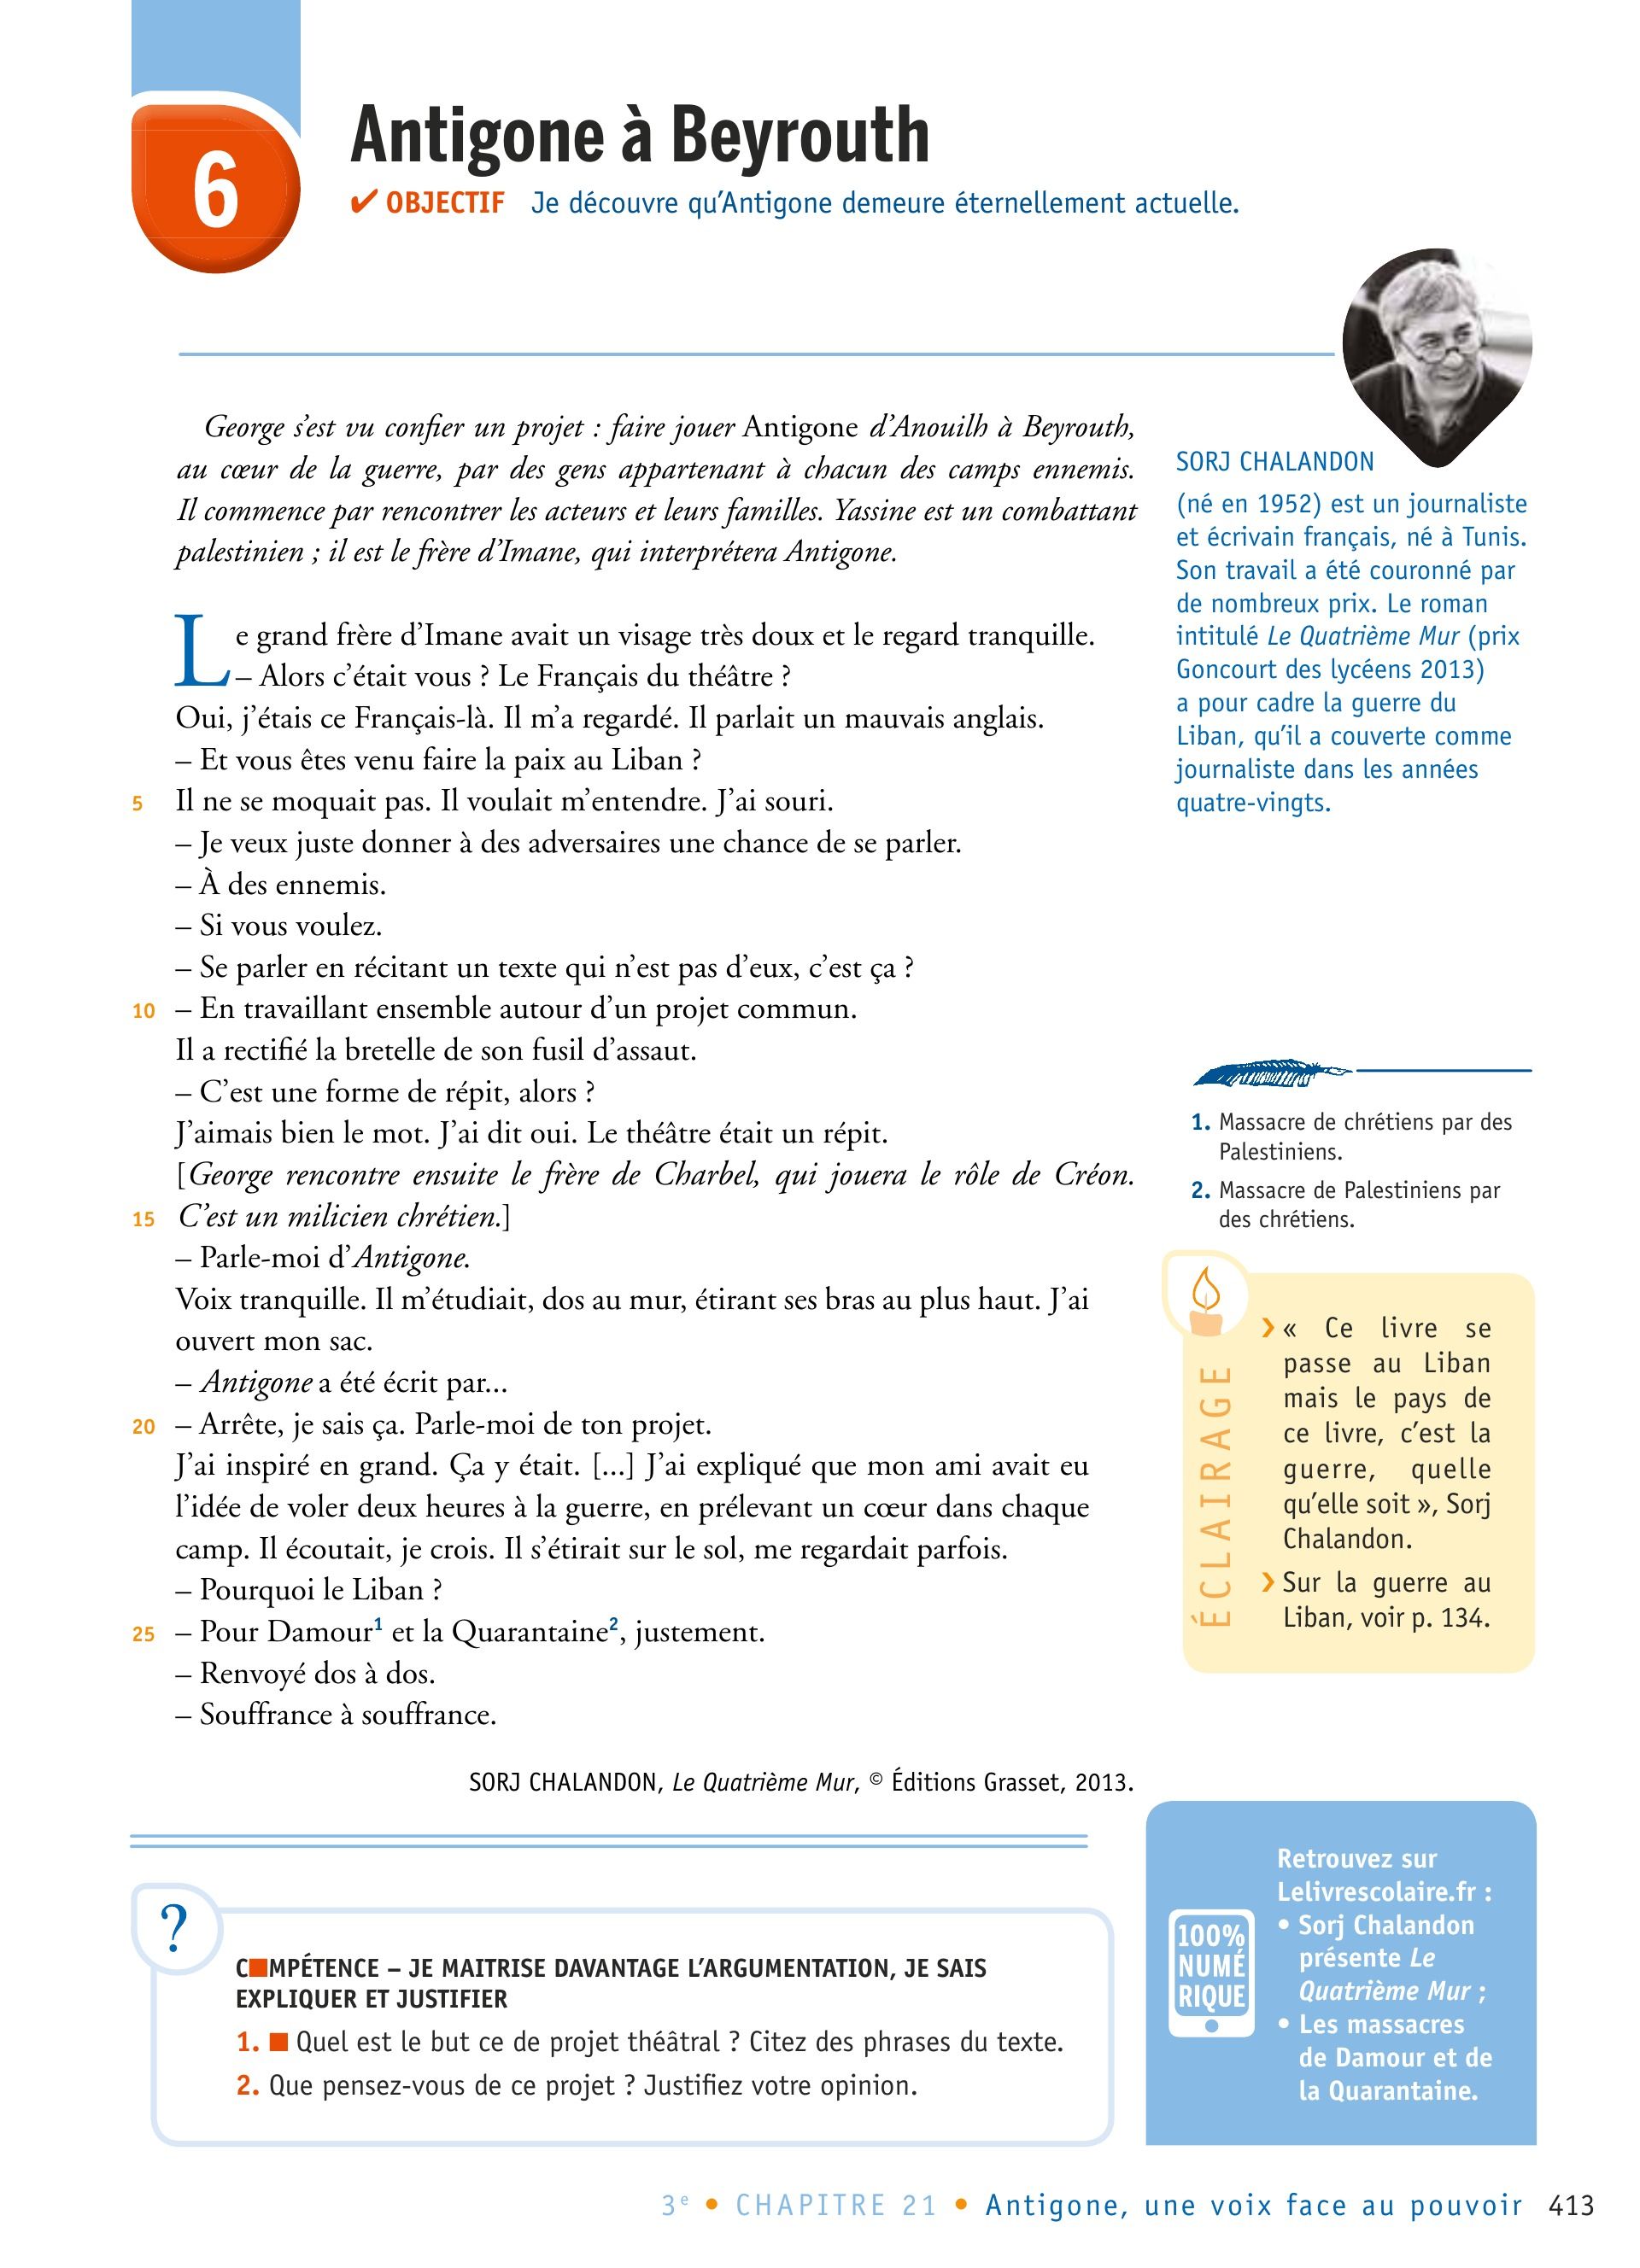 6
Antigone à Beyrouth
✔ OBJECTIF Je découvre qu’Antigone demeure éternellement actuelle.
George s’est vu confier un projet : faire jouer Antigone d’Anouilh à Beyrouth,
au cœur de la guerre, par des gens appartenant à chacun des camps ennemis.
Il commence par rencontrer les acteurs et leurs familles. Yassine est un combattant
palestinien ; il est le frère d’Imane, qui interprétera Antigone.
Le grand frère d’Imane avait un visage très doux et le regard tranquille.
– Alors c’était vous ? Le Français du théâtre ?
Oui, j’étais ce Français-là. Il m’a regardé. Il parlait un mauvais anglais.
– Et vous êtes venu faire la paix au Liban ?
5 Il ne se moquait pas. Il voulait m’entendre. J’ai souri.
– Je veux juste donner à des adversaires une chance de se parler.
– À des ennemis.
– Si vous voulez.
– Se parler en récitant un texte qui n’est pas d’eux, c’est ça ?
10 – En travaillant ensemble autour d’un projet commun.
Il a rectifié la bretelle de son fusil d’assaut.
– C’est une forme de répit, alors ?
J’aimais bien le mot. J’ai dit oui. Le théâtre était un répit.
[George rencontre ensuite le frère de Charbel, qui jouera le rôle de Créon.
15 C’est un milicien chrétien.]
– Parle-moi d’Antigone.
Voix tranquille. Il m’étudiait, dos au mur, étirant ses bras au plus haut. J’ai
ouvert mon sac.
– Antigone a été écrit par...
20 – Arrête, je sais ça. Parle-moi de ton projet.
J’ai inspiré en grand. Ça y était. [...] J’ai expliqué que mon ami avait eu
l’idée de voler deux heures à la guerre, en prélevant un cœur dans chaque
camp. Il écoutait, je crois. Il s’étirait sur le sol, me regardait parfois.
– Pourquoi le Liban ?
25 – Pour Damour1 et la Quarantaine2, justement.
– Renvoyé dos à dos.
– Souffrance à souffrance.
SORJ CHALANDON, Le Quatrième Mur, © Éditions Grasset, 2013.
SORJ CHALANDON
(né en 1952) est un journaliste
et écrivain français, né à Tunis.
Son travail a été couronné par
de nombreux prix. Le roman
intitulé Le Quatrième Mur (prix
Goncourt des lycéens 2013)
a pour cadre la guerre du
Liban, qu’il a couverte comme
journaliste dans les années
quatre-vingts.
1. Massacre de chrétiens par des
Palestiniens.
2. Massacre de Palestiniens par
des chrétiens.
ÉCLAIRAGE
› « Ce livre se
passe au Liban
mais le pays de
ce livre, c’est la
guerre, quelle
qu’elle soit », Sorj
Chalandon.
› Sur la guerre au
Liban, voir p. 134.
?
C■MPÉTENCE – JE MAITRISE DAVANTAGE L’ARGUMENTATION, JE SAIS
EXPLIQUER ET JUSTIFIER
1. ■ Quel est le but ce de projet théâtral ? Citez des phrases du texte.
2. Que pensez-vous de ce projet ? Justifiez votre opinion.
100%
NUMÉ
RIQUE
Retrouvez sur
Lelivrescolaire.fr :
• Sorj Chalandon
présente Le
Quatrième Mur ;
• Les massacres
de Damour et de
la Quarantaine.
3e • CHAPITRE 21 • Antigone, une voix face au pouvoir 413